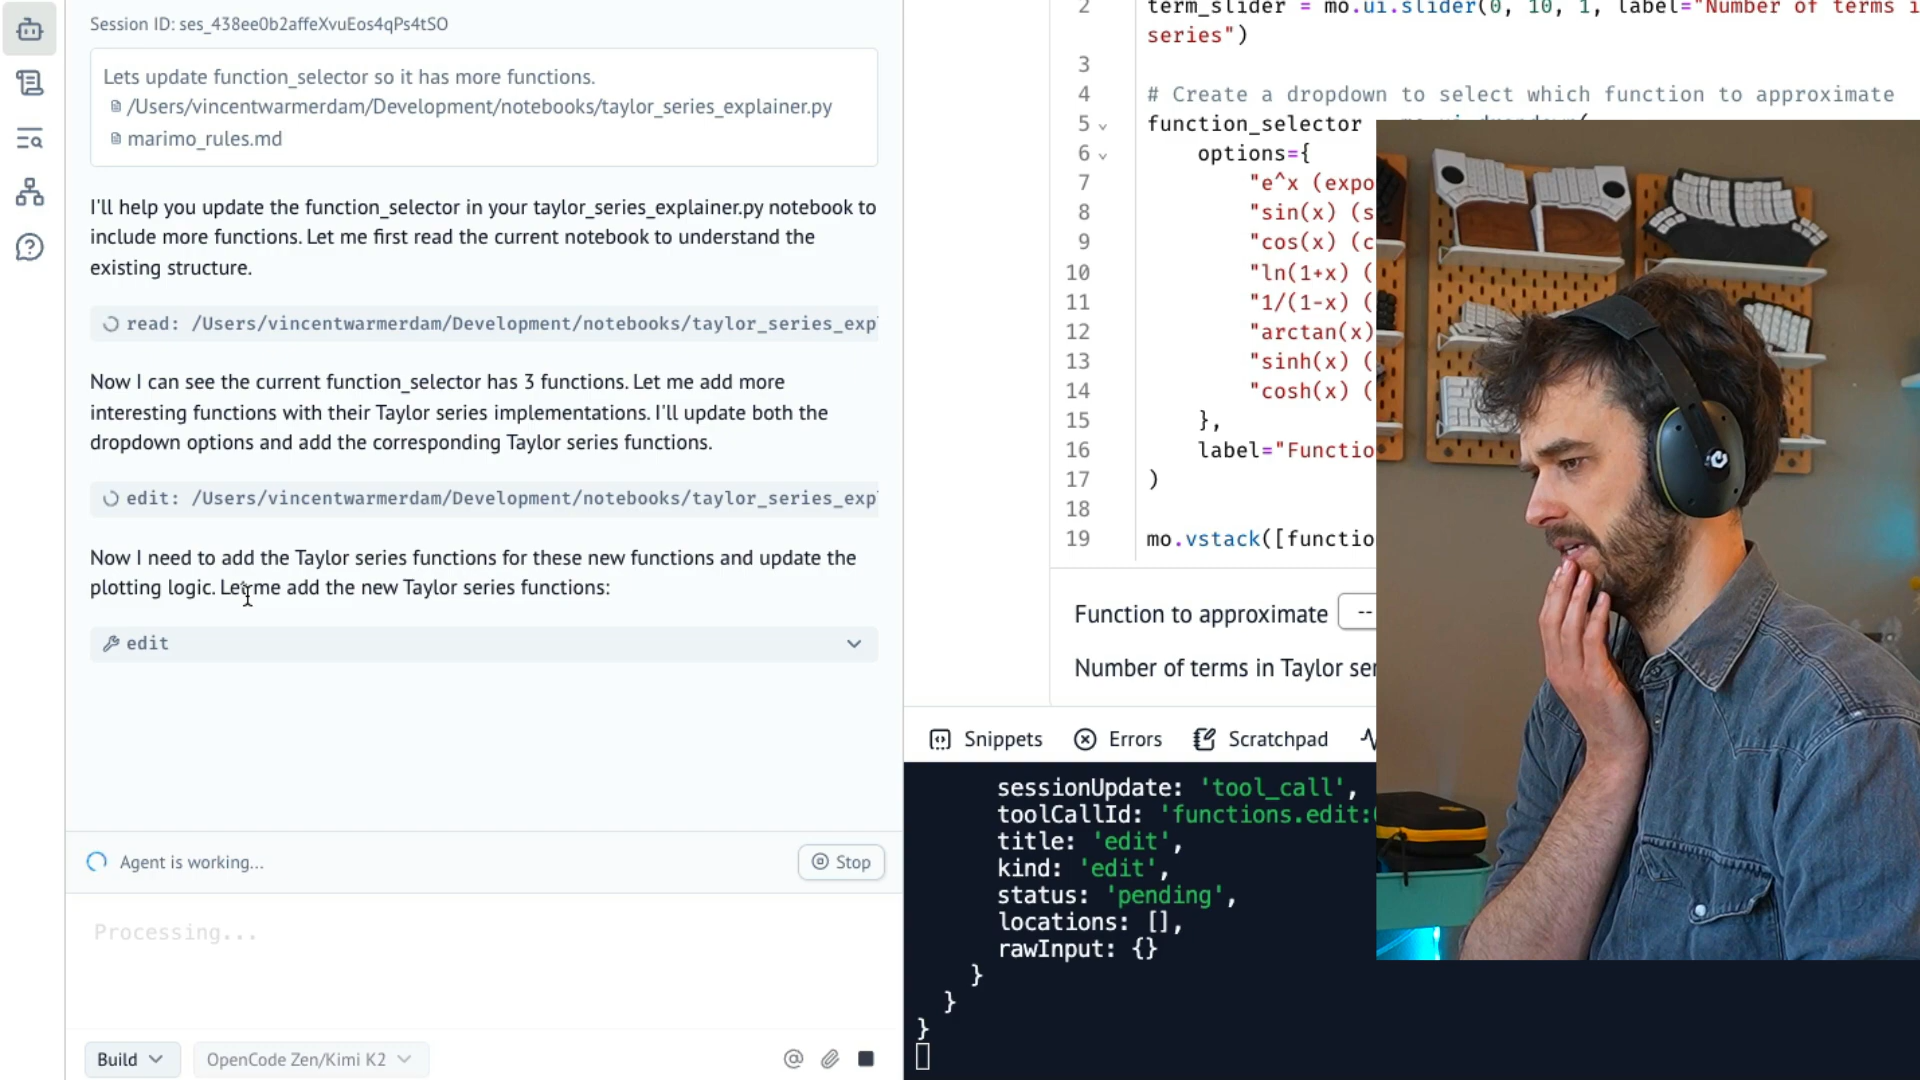 Session ID: ses_438ee0b2affeXvuEos4qPs4tSO
Lets update function_selector so it has more functions.
/Users/vincentwarmerdam/Development/notebooks/taylor_series_explainer.py
marimo_rules.md
I'll help you update the function_selector in your taylor_series_explainer.py notebook to
include more functions. Let me first read the current notebook to understand the
existing structure.
read: /Users/vincentwarmerdam/Development/notebooks/taylor_series_exp
Now I can see the current function_selector has 3 functions. Let me add more
interesting functions with their Taylor series implementations. I'll update both the
dropdown options and add the corresponding Taylor series functions.
edit: /Users/vincentwarmerdam/Development/notebooks/taylor_series_exp
Now I need to add the Taylor series functions for these new functions and update the
plotting logic. Let me add the new Taylor series functions:
edit
Agent is working...
Stop
Processing...
Build
OpenCode Zen/Kimi K2
2 term_slider = mo.ui.slider(0, 10, 1, label="Number of terms i
series")
3
4 # Create a dropdown to select which function to approximate
5 function_selector
6 options={
7 "e^x (expo
8 "sin(x) (s
9 "cos(x) (c
10 "ln(1+x) (
11 "1/(1-x) (
12 "arctan(x)
13 "sinh(x) (
14 "cosh(x) (
15 },
16 label="Functio
17 )
18
19 mo.vstack([functio
Function to approximate --
Number of terms in Taylor ser
Snippets
Errors
Scratchpad
sessionUpdate: 'tool_call',
toolCallId: 'functions.edit:
title: 'edit',
kind: 'edit',
status: 'pending',
locations: [],
rawInput: {}
}
}
}